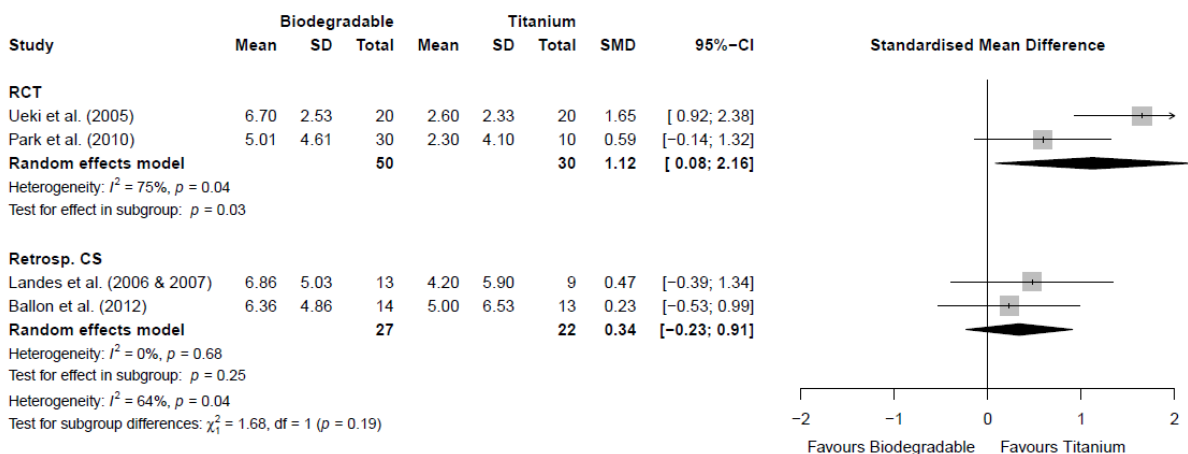 Biodegradable Titanium
Study Mean SD Total Mean SD Total SMD 95%−CI Standardised Mean Difference
RCT
Ueki et al. (2005) 6.70 2.53 20 2.60 2.33 20 1.65 [ 0.92; 2.38]
Park et al. (2010) 5.01 4.61 30 2.30 4.10 10 0.59 [−0.14; 1.32]
Random effects model 50 30 1.12 [ 0.08; 2.16]
Heterogeneity: I² = 75%, p = 0.04
Test for effect in subgroup: p = 0.03
Retrosp. CS
Landes et al. (2006 & 2007) 6.86 5.03 13 4.20 5.90 9 0.47 [−0.39; 1.34]
Ballon et al. (2012) 6.36 4.86 14 5.00 6.53 13 0.23 [−0.53; 0.99]
Random effects model 27 22 0.34 [−0.23; 0.91]
Heterogeneity: I² = 0%, p = 0.68
Test for effect in subgroup: p = 0.25
Heterogeneity: I² = 64%, p = 0.04
Test for subgroup differences: χ²₁ = 1.68, df = 1 (p = 0.19)
−2 −1 0 1 2
Favours Biodegradable Favours Titanium